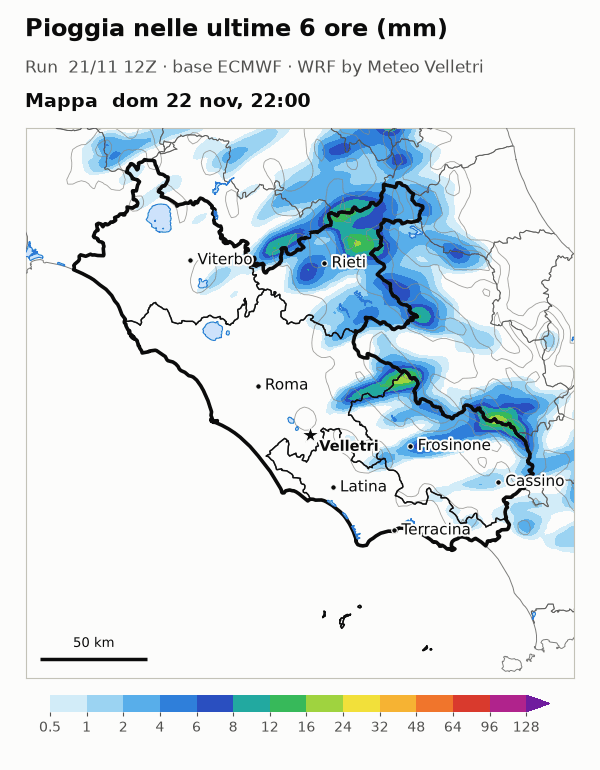 Pioggia nelle ultime 6 ore (mm)
Run  21/11 12Z · base ECMWF · WRF by Meteo Velletri
Mappa  dom 22 nov, 22:00
Viterbo
Rieti
Roma
Velletri
Frosinone
Latina
Cassino
Terracina
50 km
0.5 1 2 4 6 8 12 16 24 32 48 64 96 128